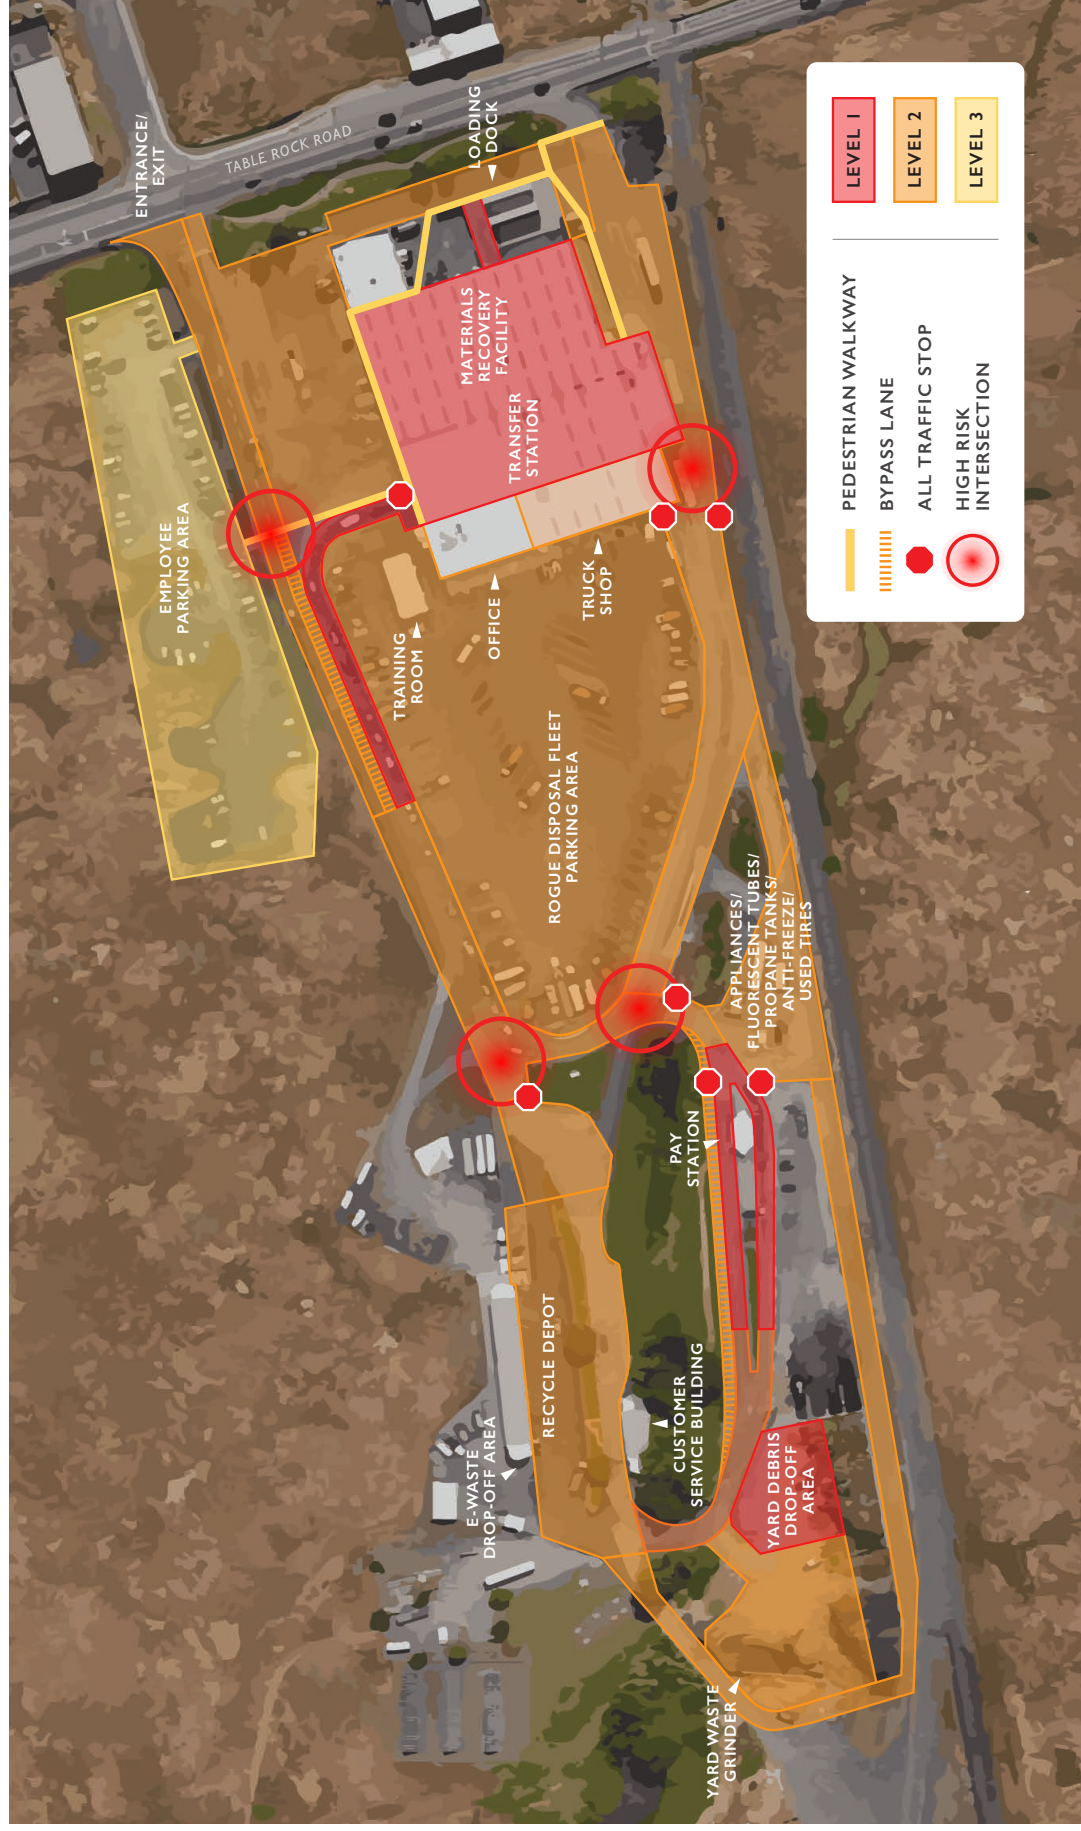 ENTRANCE/
EXIT
TABLE ROCK ROAD
LOADING
DOCK
EMPLOYEE
PARKING AREA
MATERIALS
RECOVERY
FACILITY
TRANSFER
STATION
TRAINING
ROOM
OFFICE
TRUCK
SHOP
ROGUE DISPOSAL FLEET
PARKING AREA
APPLIANCES/
FLUORESCENT TUBES/
PROPANE TANKS/
ANTI-FREEZE/
USED TIRES
PAY
STATION
RECYCLE DEPOT
E-WASTE
DROP-OFF AREA
CUSTOMER
SERVICE BUILDING
YARD DEBRIS
DROP-OFF
AREA
YARD WASTE
GRINDER
PEDESTRIAN WALKWAY
BYPASS LANE
ALL TRAFFIC STOP
HIGH RISK
INTERSECTION
LEVEL 1
LEVEL 2
LEVEL 3